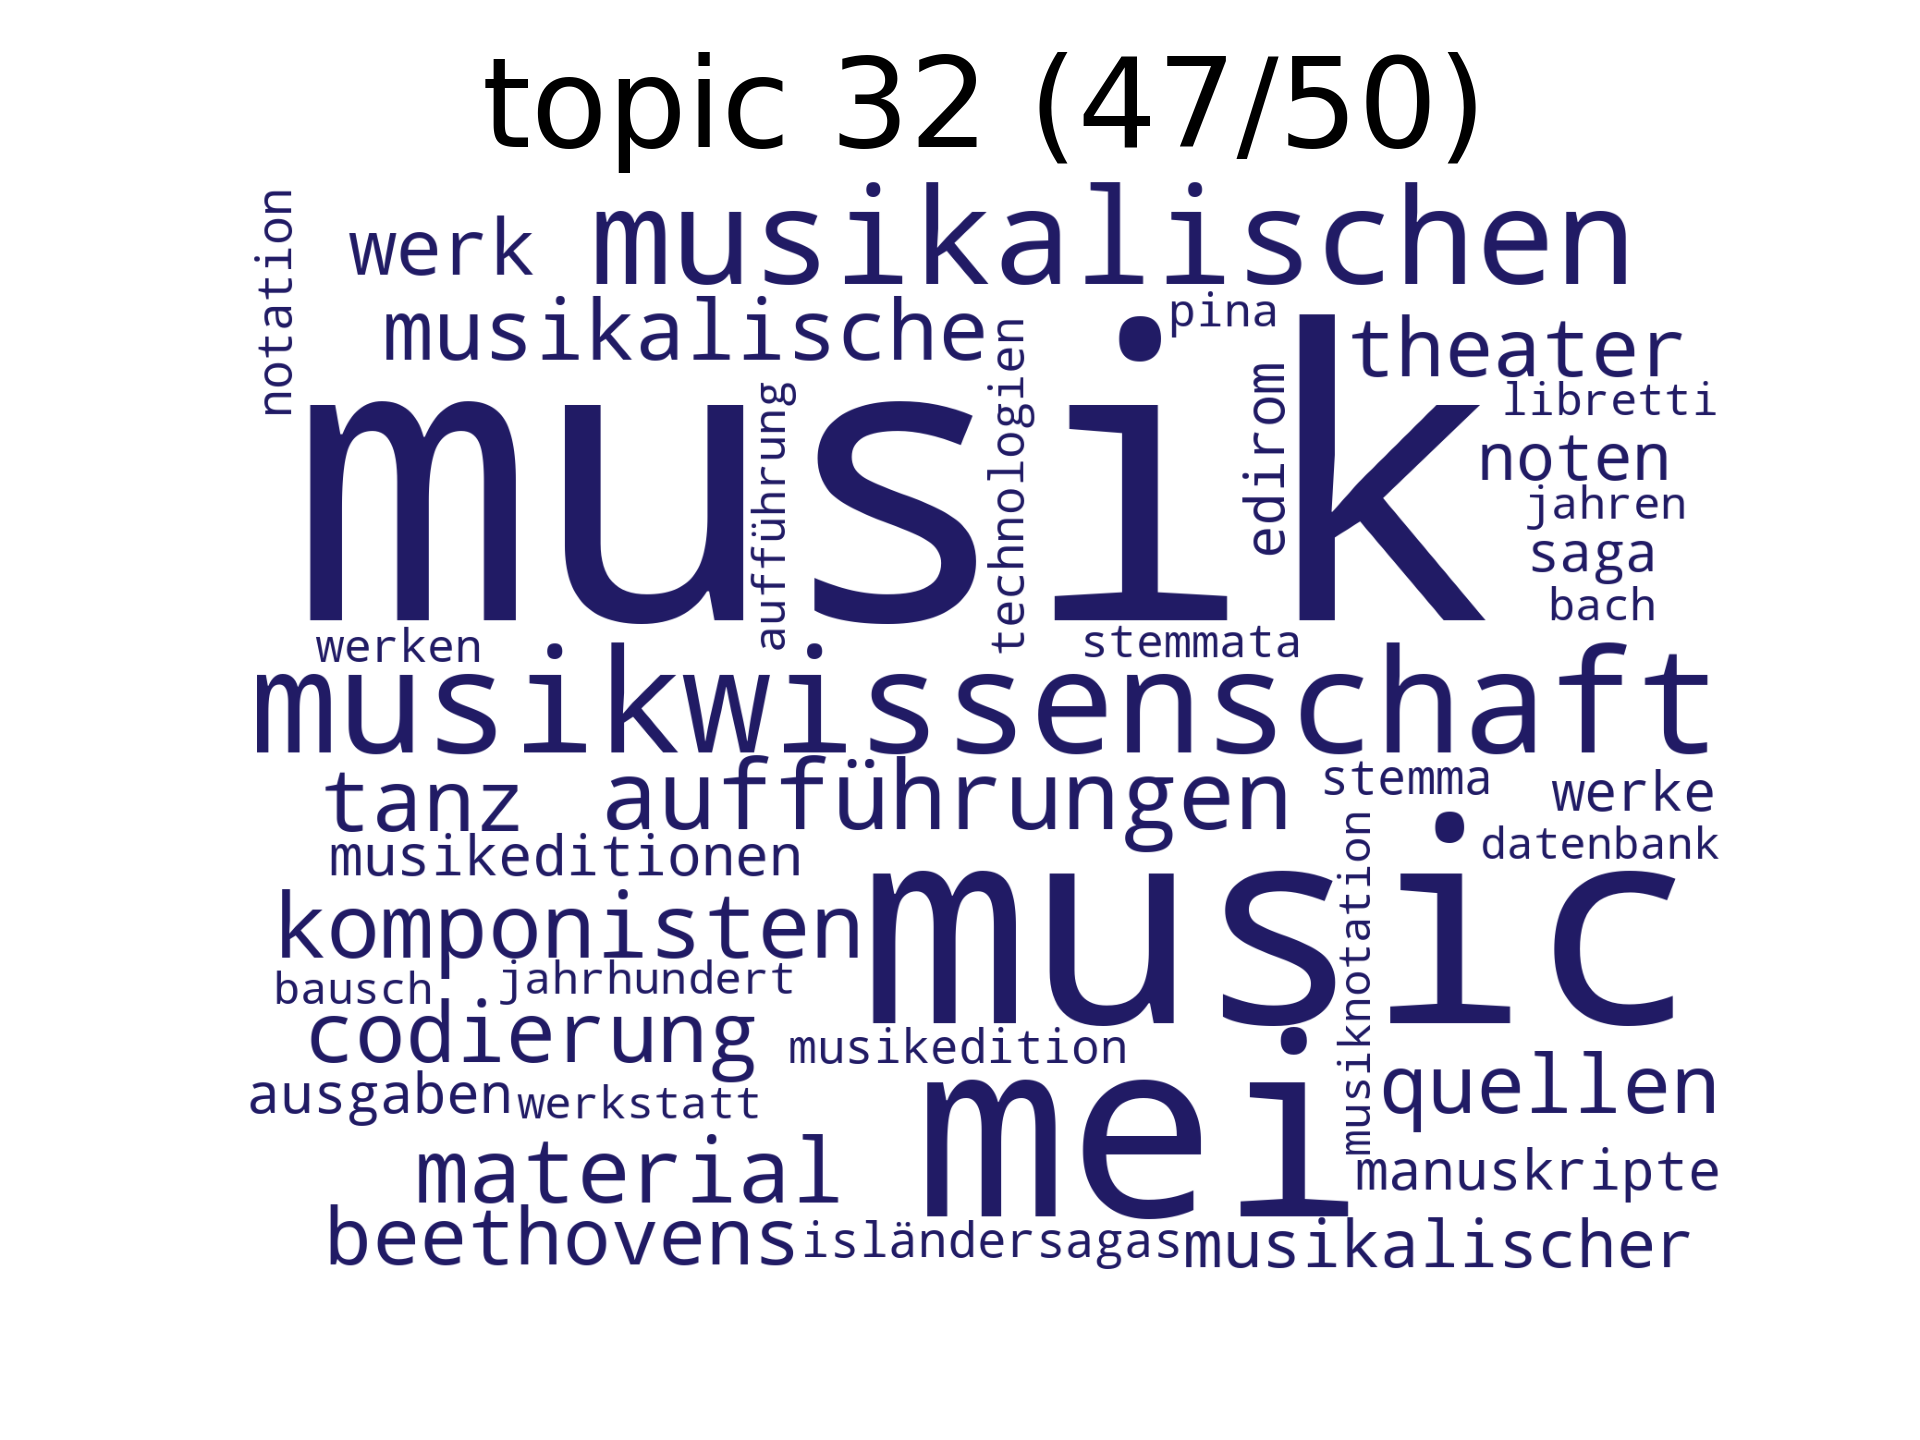 topic 32 (47/50)
notation
werk
musikalischen
musikalische
pina
theater
musik
aufführung
technologien
edirom
libretti
noten
jahren
saga
bach
werken
stemmata
musikwissenschaft
tanz
aufführungen
stemma
werke
musikeditionen
datenbank
komponisten
music
bausch
jahrhundert
codierung
musikedition
musiknotation
mei
quellen
ausgaben
werkstatt
material
manuskripte
beethovens
isländersagas
musikalischer